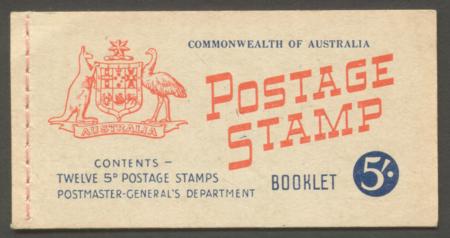 COMMONWEALTH OF AUSTRALIA
POSTAGE
STAMP
AUSTRALIA
CONTENTS –
TWELVE 5ᴰ POSTAGE STAMPS
POSTMASTER-GENERAL'S DEPARTMENT
BOOKLET 5/-